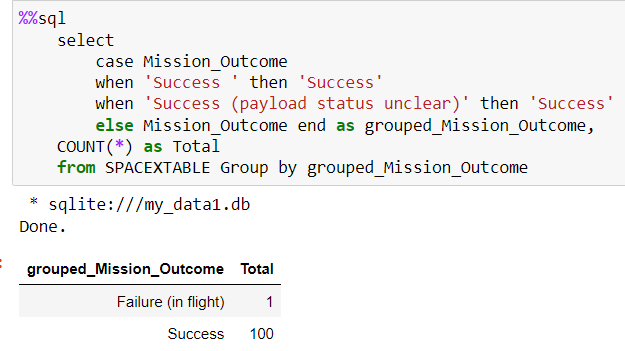 %%sql
select
case Mission_Outcome
when 'Success ' then 'Success'
when 'Success (payload status unclear)' then 'Success'
else Mission_Outcome end as grouped_Mission_Outcome,
COUNT(*) as Total
from SPACEXTABLE Group by grouped_Mission_Outcome
* sqlite:///my_data1.db
Done.
:
grouped_Mission_Outcome Total
Failure (in flight) 1
Success 100